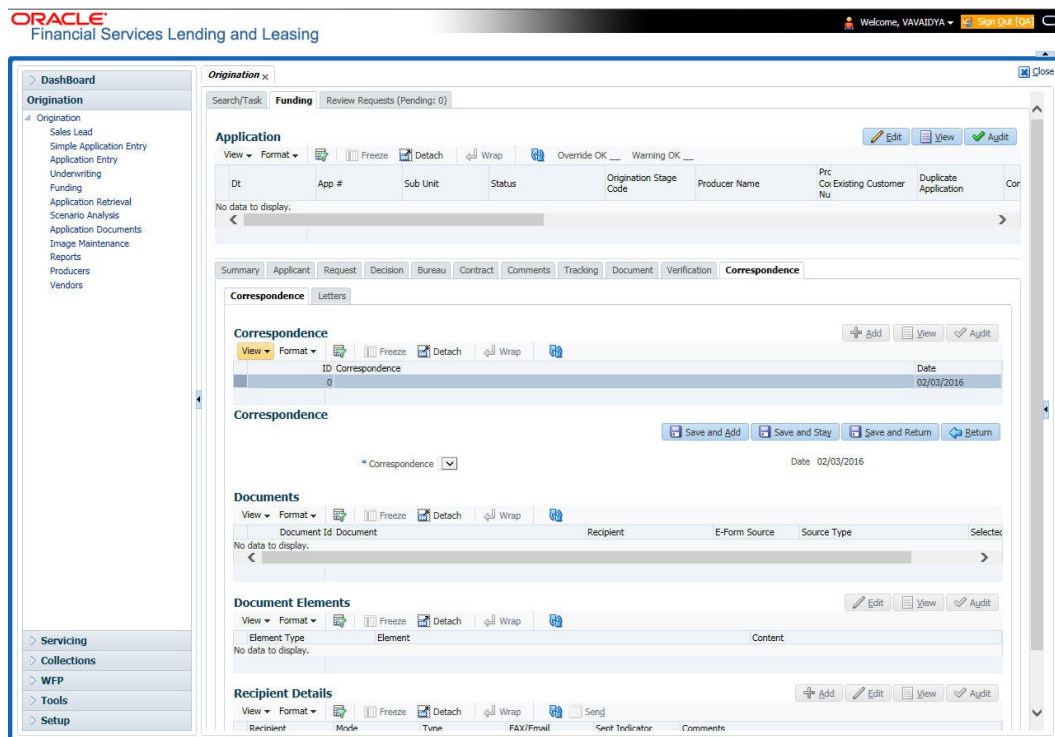 ORACLE
Financial Services Lending and Leasing
Welcome, VAVAIDYA Sign Out [QA]
Close
DashBoard
Origination
Origination
Sales Lead
Simple Application Entry
Application Entry
Underwriting
Funding
Application Retrieval
Scenario Analysis
Application Documents
Image Maintenance
Reports
Producers
Vendors
Servicing
Collections
WFP
Tools
Setup
Origination x
Search/Task Funding Review Requests (Pending: 0)
Application
Edit View Audit
View Format Freeze Detach Wrap Override OK __ Warning OK __
Dt App # Sub Unit Status Origination Stage Code Producer Name Prc Coı Nu Existing Customer Duplicate Application Cor
No data to display.
Summary Applicant Request Decision Bureau Contract Comments Tracking Document Verification Correspondence
Correspondence Letters
Correspondence
Add View Audit
View Format Freeze Detach Wrap
ID Correspondence Date
0 02/03/2016
Correspondence
Save and Add Save and Stay Save and Return Return
* Correspondence Date 02/03/2016
Documents
View Format Freeze Detach Wrap
Document Id Document Recipient E-Form Source Source Type Selected
No data to display.
Document Elements
Edit View Audit
View Format Freeze Detach Wrap
Element Type Element Content
No data to display.
Recipient Details
Add Edit View Audit
View Format Freeze Detach Wrap Send
Recipient Mode Type FAX/Email Sent Indicator Comments